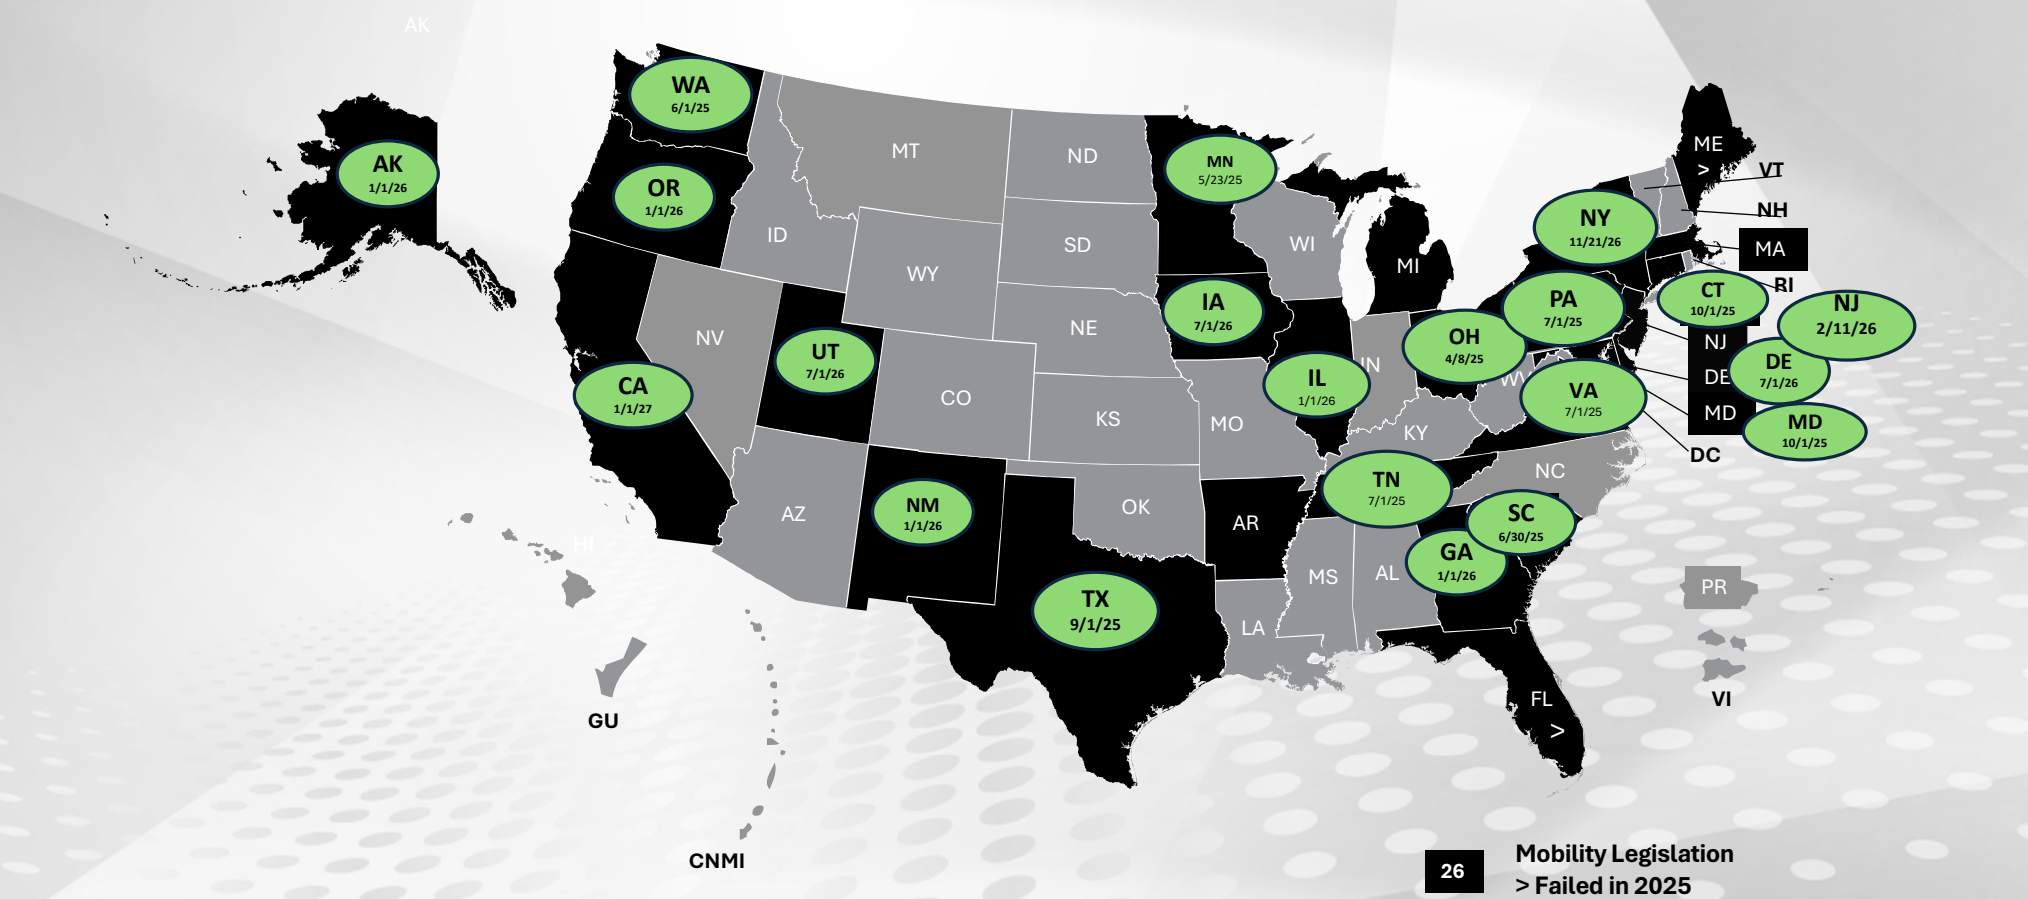 AK
WA
6/1/25
AK
1/1/26
OR
1/1/26
MT
ND
MN
5/23/25
ME
>
VT
NY
11/21/26
NH
MA
ID
SD
WI
MI
WY
IA
7/1/26
PA
7/1/25
CT
10/1/25
RI
NJ
2/11/26
NV
UT
7/1/26
NE
OH
4/8/25
NJ
CA
1/1/27
CO
IL
1/1/26
IN
WV
VA
7/1/25
DE
DE
7/1/26
KS
MO
KY
MD
MD
10/1/25
DC
AZ
NM
1/1/26
OK
AR
TN
7/1/25
NC
SC
6/30/25
HI
TX
9/1/25
MS
AL
GA
1/1/26
PR
LA
GU
FL
>
VI
CNMI
26
Mobility Legislation
> Failed in 2025